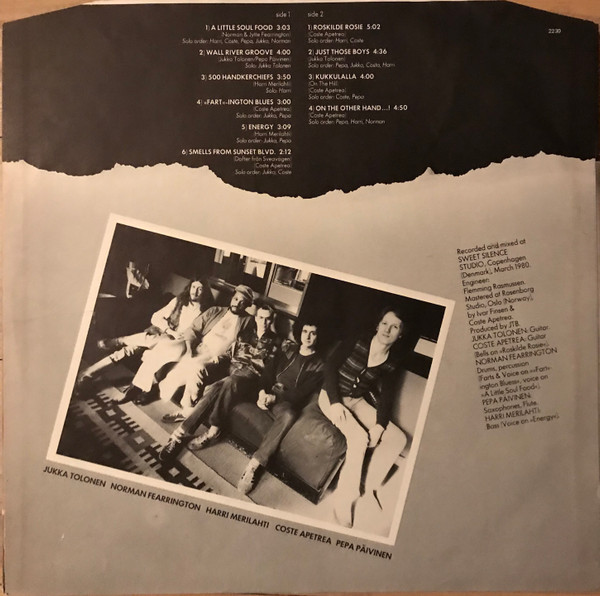 side 1
1) A LITTLE SOUL FOOD 3:03
(Norman & Jytte Fearrington)
Solo order: Harri, Coste, Pepa, Jukka, Norman
2) WALL RIVER GROOVE 4:00
(Jukka Tolonen/Pepa Päivinen)
Solo: Jukka Tolonen
3) 500 HANDKERCHIEFS 3:50
(Harri Merilahti)
Solo: Harri
4) »FART«-INGTON BLUES 3:00
(Coste Apetrea)
Solo order: Jukka, Pepa
5) ENERGY 3:09
(Harri Merilahti)
Solo order: Jukka, Pepa
6) SMELLS FROM SUNSET BLVD. 2:12
(Dofter från Sveavägen)
(Coste Apetrea)
Solo order: Jukka, Coste
side 2
1) ROSKILDE ROSIE 5:02
(Coste Apetrea)
Solo order: Harri, Coste
2) JUST THOSE BOYS 4:36
(Jukka Tolonen)
Solo order: Pepa, Jukka, Coste, Harri
3) KUKKULALLA 4:00
(On The Hill)
(Coste Apetrea)
Solo order: Coste, Pepa
4) ON THE OTHER HAND...! 4:50
(Coste Apetrea)
Solo order: Pepa, Harri, Norman
2230
Recorded and mixed at
SWEET SILENCE
STUDIO, Copenhagen
(Denmark), March 1980.
Engineer:
Flemming Rasmussen.
Mastered at Rosenborg
Studio, Oslo (Norway),
by Ivar Finsen &
Coste Apetrea.
Produced by JTB.
JUKKA TOLONEN: Guitar.
COSTE APETREA: Guitar
(Bells on »Roskilde Rosie«).
NORMAN FEARRINGTON
Drums, percussion
(Farts & Voice on »»Fart«-
ington Blues««, voice on
»A Little Soul Food«).
PEPA PÄIVINEN:
Saxophones, Flute.
HARRI MERILAHTI:
Bass (Voice on »Energy«).
JUKKA TOLONEN NORMAN FEARRINGTON HARRI MERILAHTI COSTE APETREA PEPA PÄIVINEN